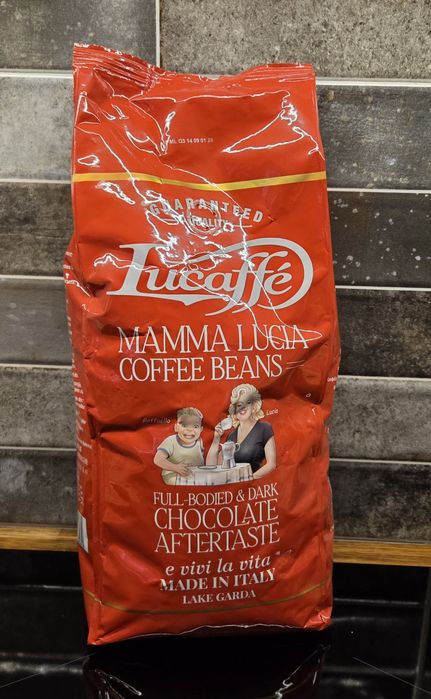 GUARANTEED
QUALITY
Lucaffé
MAMMA LUCIA
COFFEE BEANS
Lucia
FULL-BODIED & DARK
CHOCOLATE
AFTERTASTE
e vivi la vita
MADE IN ITALY
LAKE GARDA